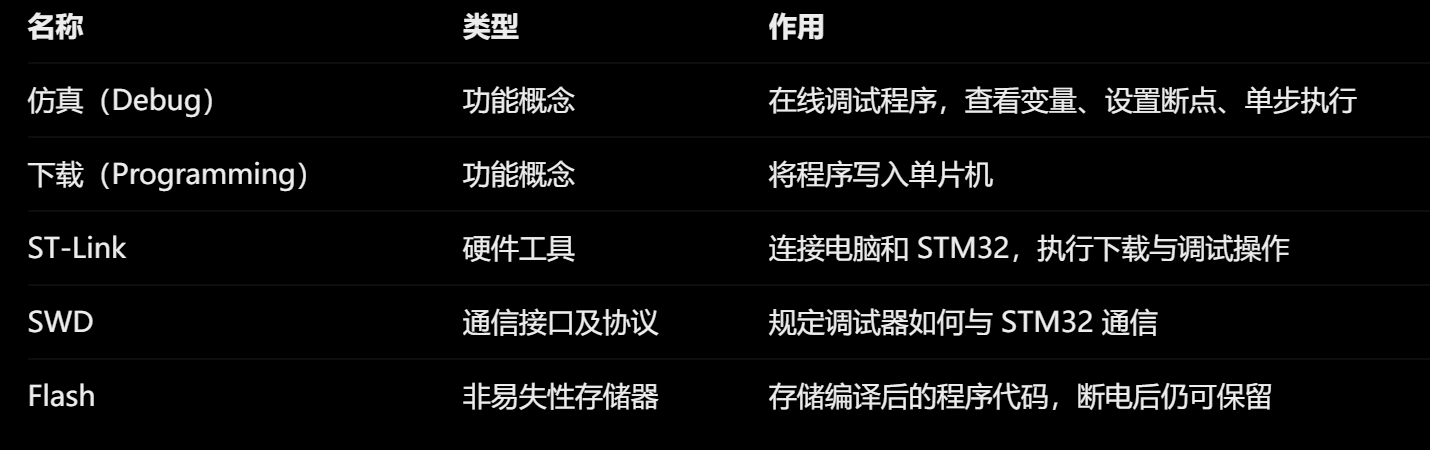 名称 类型 作用
仿真（Debug） 功能概念 在线调试程序，查看变量、设置断点、单步执行
下载（Programming） 功能概念 将程序写入单片机
ST-Link 硬件工具 连接电脑和 STM32，执行下载与调试操作
SWD 通信接口及协议 规定调试器如何与 STM32 通信
Flash 非易失性存储器 存储编译后的程序代码，断电后仍可保留